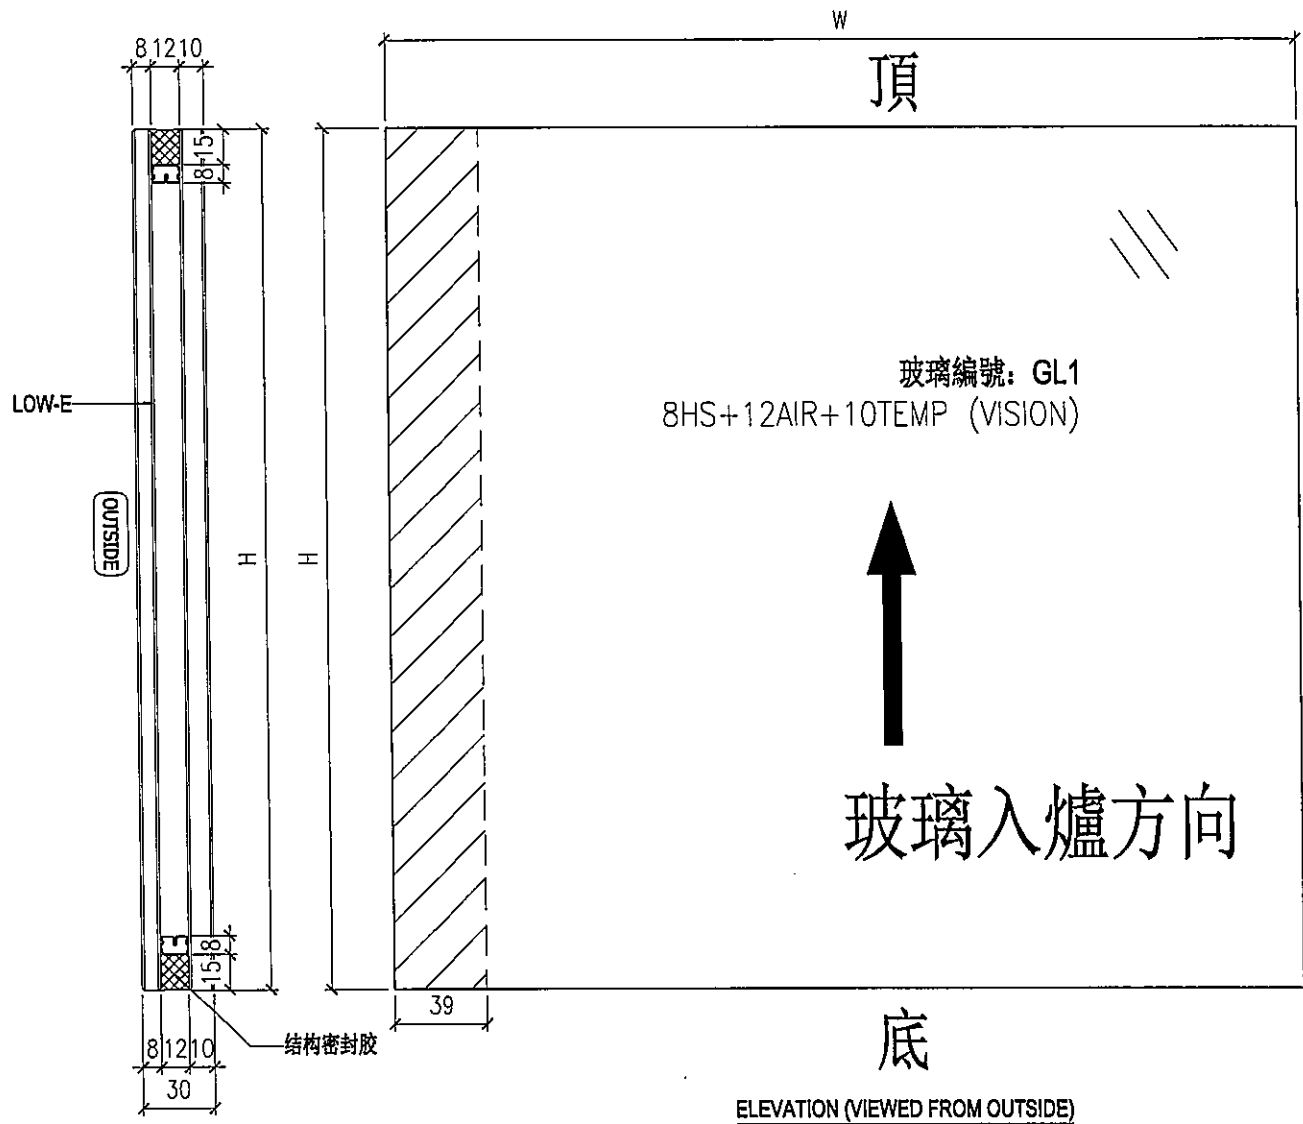 W
8 12 10
頂
15
8
LOW-E
玻璃編號：GL1
8HS+12AIR+10TEMP (VISION)
OUTSIDE
H
H
玻璃入爐方向
8
15
39
结构密封胶
底
8 12 10
30
ELEVATION (VIEWED FROM OUTSIDE)